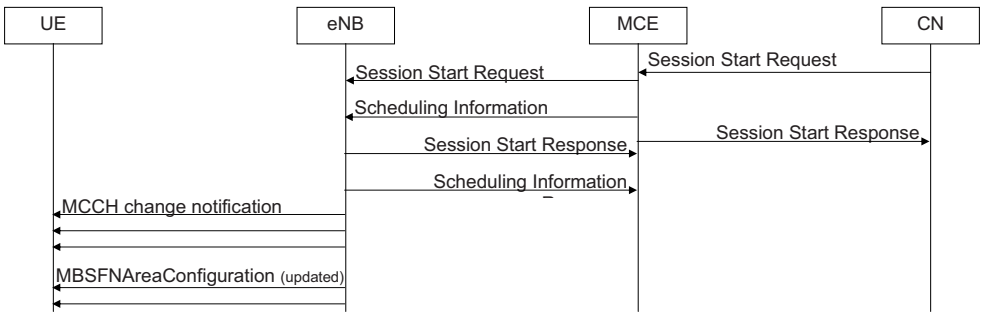 UE eNB MCE CN
Session Start Request
Session Start Request
Scheduling Information
Session Start Response
Session Start Response
Scheduling Information
MCCH change notification
MBSFNAreaConfiguration (updated)